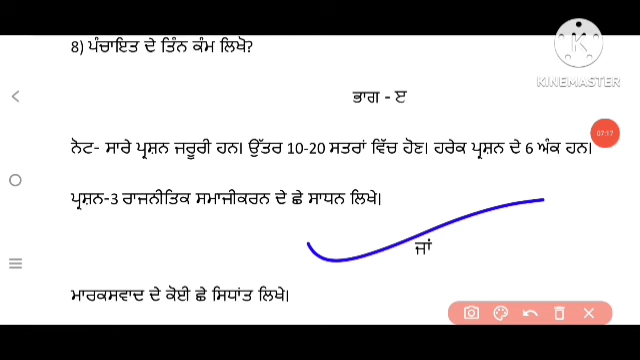 8) ਪੰਚਾਇਤ ਦੇ ਤਿੰਨ ਕੰਮ ਲਿਖੋ?
KINEMASTER
ਭਾਗ - ੲ
07:17
ਨੋਟ- ਸਾਰੇ ਪ੍ਰਸ਼ਨ ਜਰੂਰੀ ਹਨ। ਉੱਤਰ 10-20 ਸਤਰਾਂ ਵਿੱਚ ਹੋਣ। ਹਰੇਕ ਪ੍ਰਸ਼ਨ ਦੇ 6 ਅੰਕ ਹਨ।
ਪ੍ਰਸ਼ਨ-3 ਰਾਜਨੀਤਿਕ ਸਮਾਜੀਕਰਨ ਦੇ ਛੇ ਸਾਧਨ ਲਿਖੇ।
ਜਾਂ
ਮਾਰਕਸਵਾਦ ਦੇ ਕੋਈ ਛੇ ਸਿਧਾਂਤ ਲਿਖੇ।